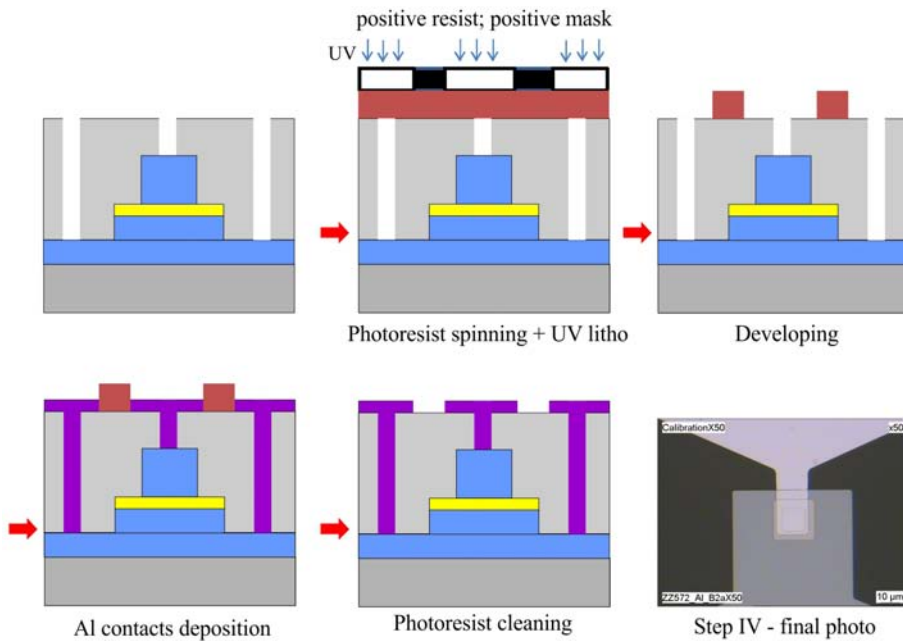 positive resist; positive mask
UV
Photoresist spinning + UV litho
Developing
Al contacts deposition
Photoresist cleaning
CalibrationX50
x50
ZZ572_Al_B2aX50
10 μm
Step IV - final photo